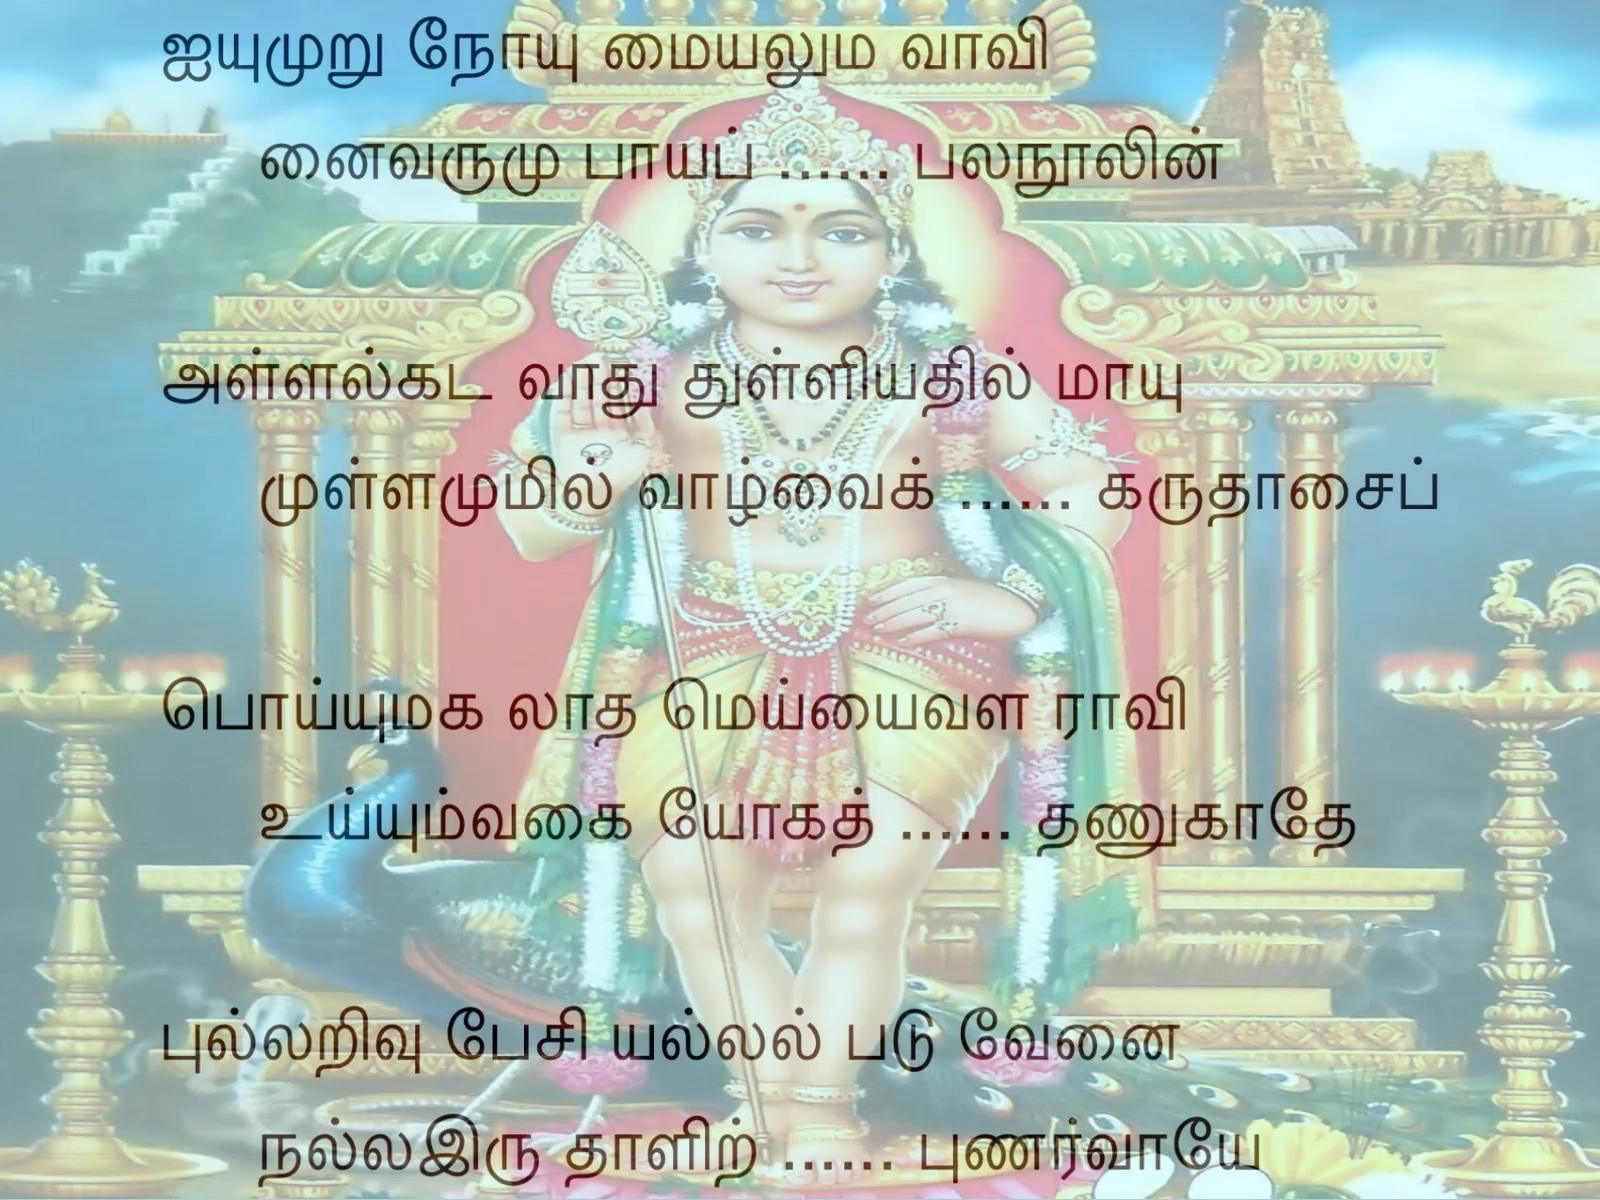 ஐயுமுறு நோயு மையலும வாவி
னைவருமு பாயப் ...... பலநூலின்
அள்ளல்கட வாது துள்ளியதில் மாயு
முள்ளமுமில் வாழ்வைக் ...... கருதாசைப்
பொய்யுமக லாத மெய்யைவள ராவி
உய்யும்வகை யோகத் ...... தணுகாதே
புல்லறிவு பேசி யல்லல் படு வேனை
நல்லஇரு தாளிற் ...... புணர்வாயே